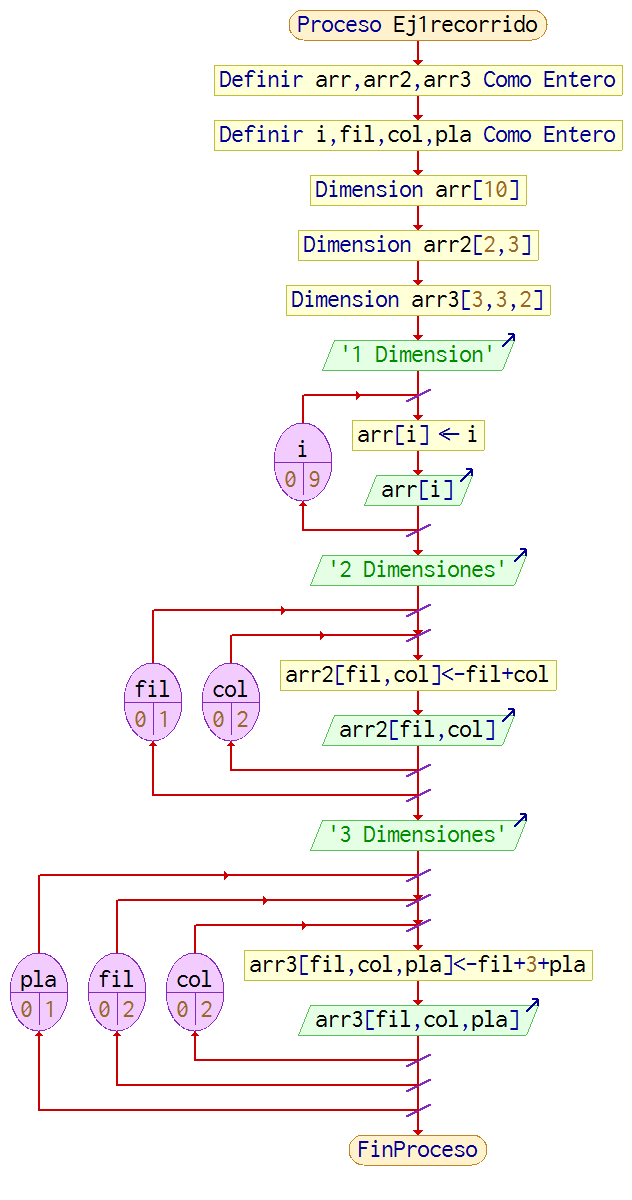 Proceso Ej1recorrido
Definir arr,arr2,arr3 Como Entero
Definir i,fil,col,pla Como Entero
Dimension arr[10]
Dimension arr2[2,3]
Dimension arr3[3,3,2]
'1 Dimension'
i
0 9
arr[i] <- i
arr[i]
'2 Dimensiones'
fil
0 1
col
0 2
arr2[fil,col]<-fil+col
arr2[fil,col]
'3 Dimensiones'
pla
0 1
fil
0 2
col
0 2
arr3[fil,col,pla]<-fil+3+pla
arr3[fil,col,pla]
FinProceso